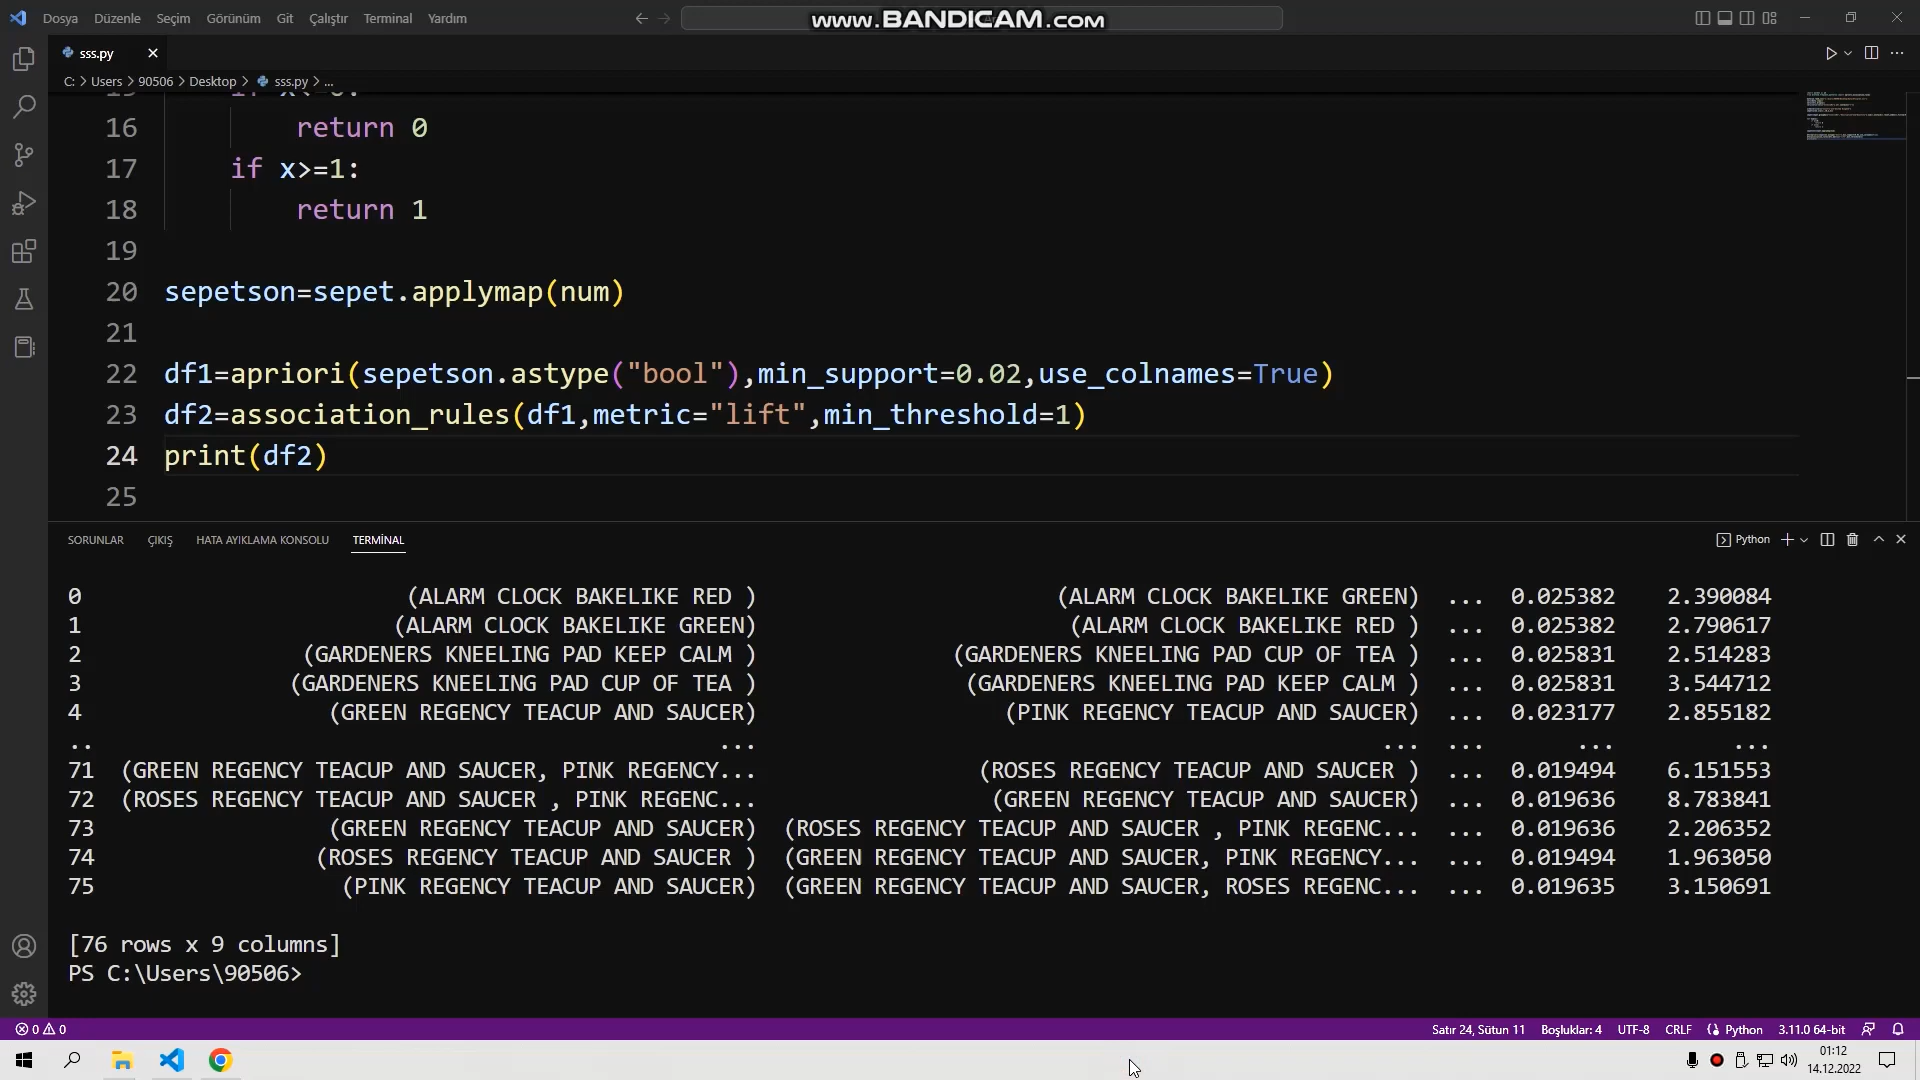 Dosya Düzenle Seçim Görünüm Git Çalıştır Terminal Yardım
www.BANDICAM.com
sss.py
C: > Users > 90506 > Desktop > sss.py > ...
16 return 0
17 if x>=1:
18 return 1
19
20 sepetson=sepet.applymap(num)
21
22 df1=apriori(sepetson.astype("bool"),min_support=0.02,use_colnames=True)
23 df2=association_rules(df1,metric="lift",min_threshold=1)
24 print(df2)
25
SORUNLAR ÇIKIŞ HATA AYIKLAMA KONSOLU TERMİNAL Python
0 (ALARM CLOCK BAKELIKE RED ) (ALARM CLOCK BAKELIKE GREEN) ... 0.025382 2.390084
1 (ALARM CLOCK BAKELIKE GREEN) (ALARM CLOCK BAKELIKE RED ) ... 0.025382 2.790617
2 (GARDENERS KNEELING PAD KEEP CALM ) (GARDENERS KNEELING PAD CUP OF TEA ) ... 0.025831 2.514283
3 (GARDENERS KNEELING PAD CUP OF TEA ) (GARDENERS KNEELING PAD KEEP CALM ) ... 0.025831 3.544712
4 (GREEN REGENCY TEACUP AND SAUCER) (PINK REGENCY TEACUP AND SAUCER) ... 0.023177 2.855182
.. ... ... ... ... ...
71 (GREEN REGENCY TEACUP AND SAUCER, PINK REGENCY... (ROSES REGENCY TEACUP AND SAUCER ) ... 0.019494 6.151553
72 (ROSES REGENCY TEACUP AND SAUCER , PINK REGENC... (GREEN REGENCY TEACUP AND SAUCER) ... 0.019636 8.783841
73 (GREEN REGENCY TEACUP AND SAUCER) (ROSES REGENCY TEACUP AND SAUCER , PINK REGENC... ... 0.019636 2.206352
74 (ROSES REGENCY TEACUP AND SAUCER ) (GREEN REGENCY TEACUP AND SAUCER, PINK REGENCY... ... 0.019494 1.963050
75 (PINK REGENCY TEACUP AND SAUCER) (GREEN REGENCY TEACUP AND SAUCER, ROSES REGENC... ... 0.019635 3.150691
[76 rows x 9 columns]
PS C:\Users\90506>
0 0 Satır 24, Sütun 11 Boşluklar: 4 UTF-8 CRLF Python 3.11.0 64-bit
01:12
14.12.2022